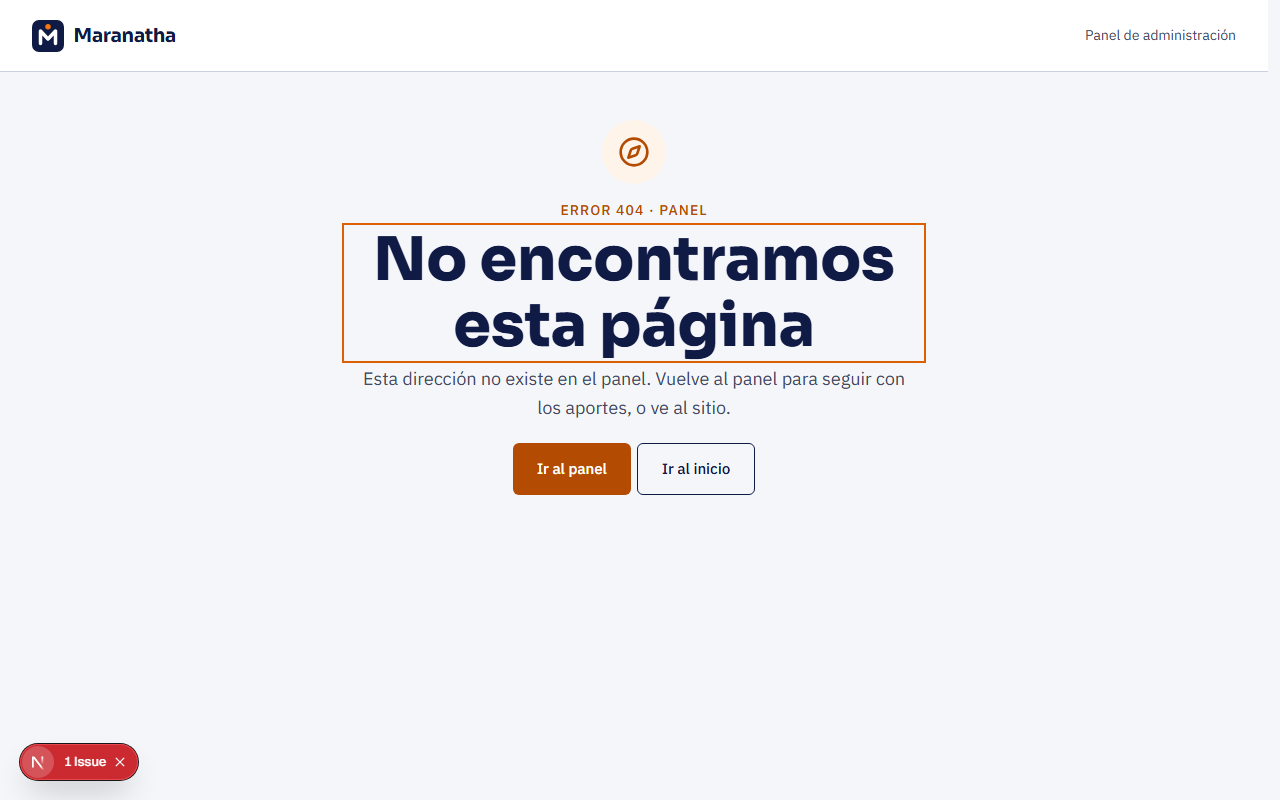 Maranatha
Panel de administración
ERROR 404 · PANEL
No encontramos
esta página
Esta dirección no existe en el panel. Vuelve al panel para seguir con
los aportes, o ve al sitio.
Ir al panel
Ir al inicio
1 Issue